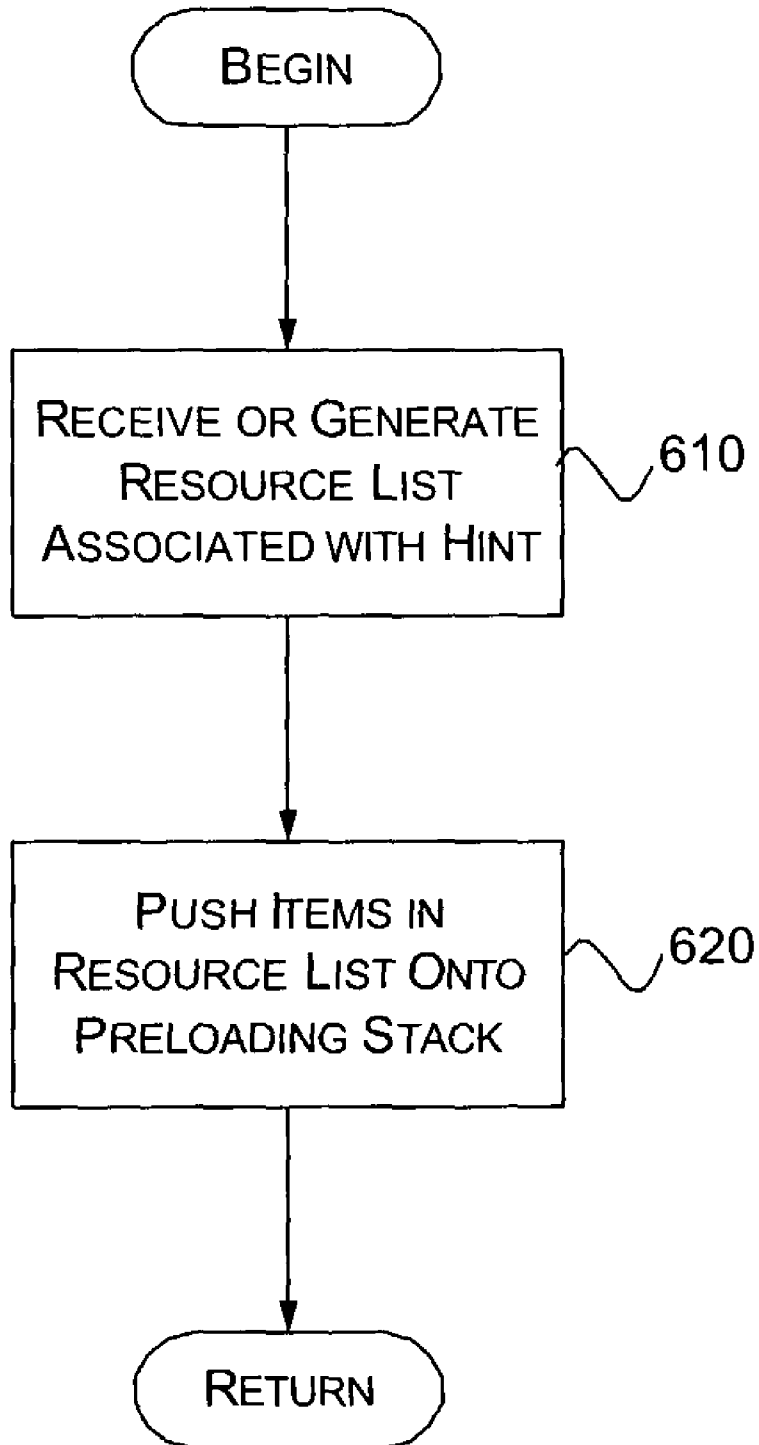 BEGIN
RECEIVE OR GENERATE
RESOURCE LIST
ASSOCIATED WITH HINT
610
PUSH ITEMS IN
RESOURCE LIST ONTO
PRELOADING STACK
620
RETURN